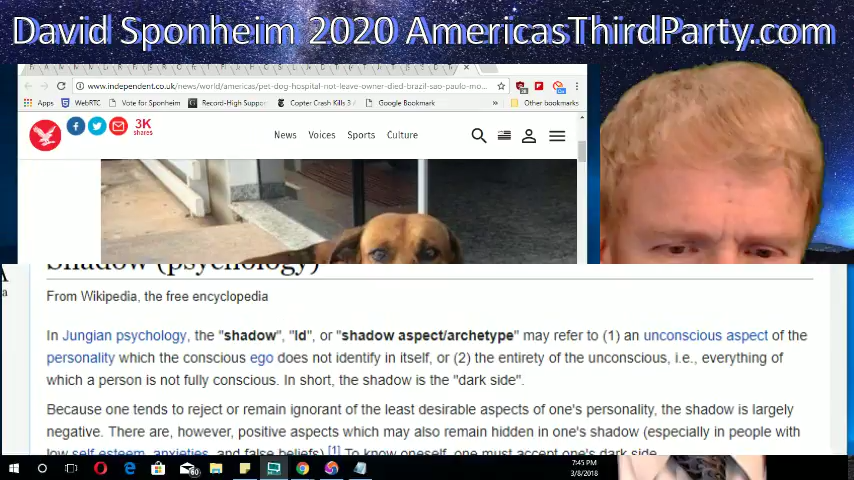 David Sponheim 2020 AmericasThirdParty.com
www.independent.co.uk/news/world/americas/pet-dog-hospital-not-leave-owner-died-brazil-sao-paulo-mo...
Apps WebRTC Vote for Sponheim Record-High Suppor Copter Crash Kills 3 / Google Bookmark » Other bookmarks
3K
shares
News Voices Sports Culture
Shadow (psychology)
From Wikipedia, the free encyclopedia
In Jungian psychology, the "shadow", "Id", or "shadow aspect/archetype" may refer to (1) an unconscious aspect of the
personality which the conscious ego does not identify in itself, or (2) the entirety of the unconscious, i.e., everything of
which a person is not fully conscious. In short, the shadow is the "dark side".
Because one tends to reject or remain ignorant of the least desirable aspects of one's personality, the shadow is largely
negative. There are, however, positive aspects which may also remain hidden in one's shadow (especially in people with
low self-esteem, anxieties, and false beliefs).[1] To know oneself, one must accept one's dark side.
60
7:45 PM
3/8/2018